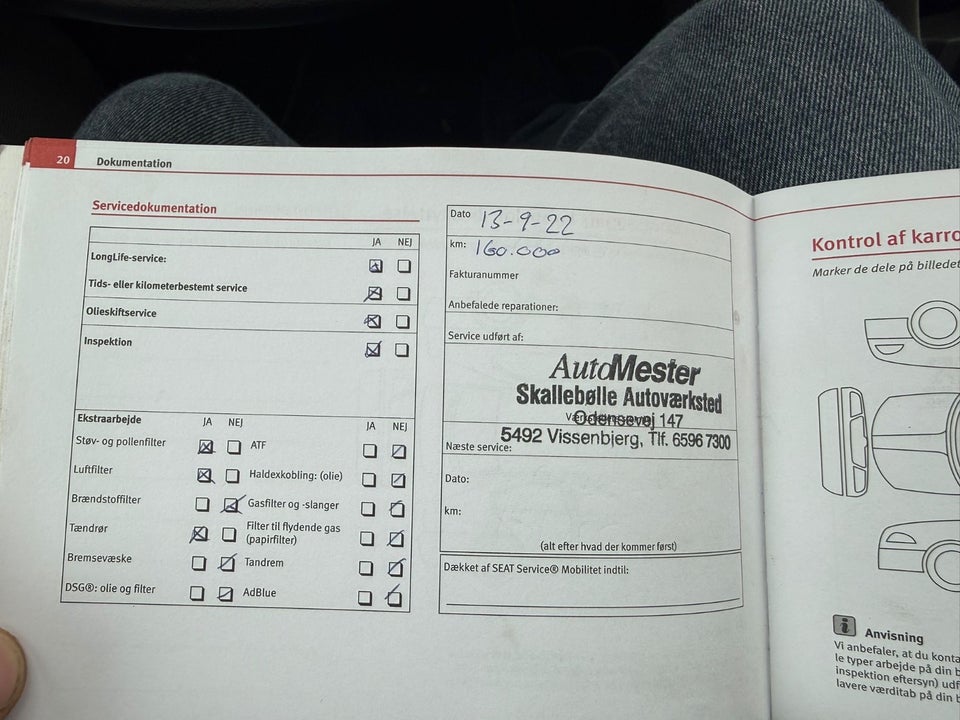 20 Dokumentation
Servicedokumentation
JA NEJ
LongLife-service:
Tids- eller kilometerbestemt service
Olieskiftservice
Inspektion
Ekstraarbejde JA NEJ JA NEJ
Støv- og pollenfilter ATF
Luftfilter Haldexkobling: (olie)
Brændstoffilter Gasfilter og -slanger
Tændrør Filter til flydende gas
(papirfilter)
Bremsevæske Tandrem
DSG®: olie og filter AdBlue
Dato 13-9-22
km: 160.000
Fakturanummer
Anbefalede reparationer:
Service udført af:
AutoMester
Skallebølle Autoværksted
Odensevej 147
5492 Vissenbjerg, Tlf. 6596 7300
Næste service:
Dato:
km:
(alt efter hvad der kommer først)
Dækket af SEAT Service® Mobilitet indtil:
Kontrol af karro
Marker de dele på billedet
i Anvisning
Vi anbefaler, at du konta
le typer arbejde på din b
inspektion eftersyn) udf
lavere værditab på din b